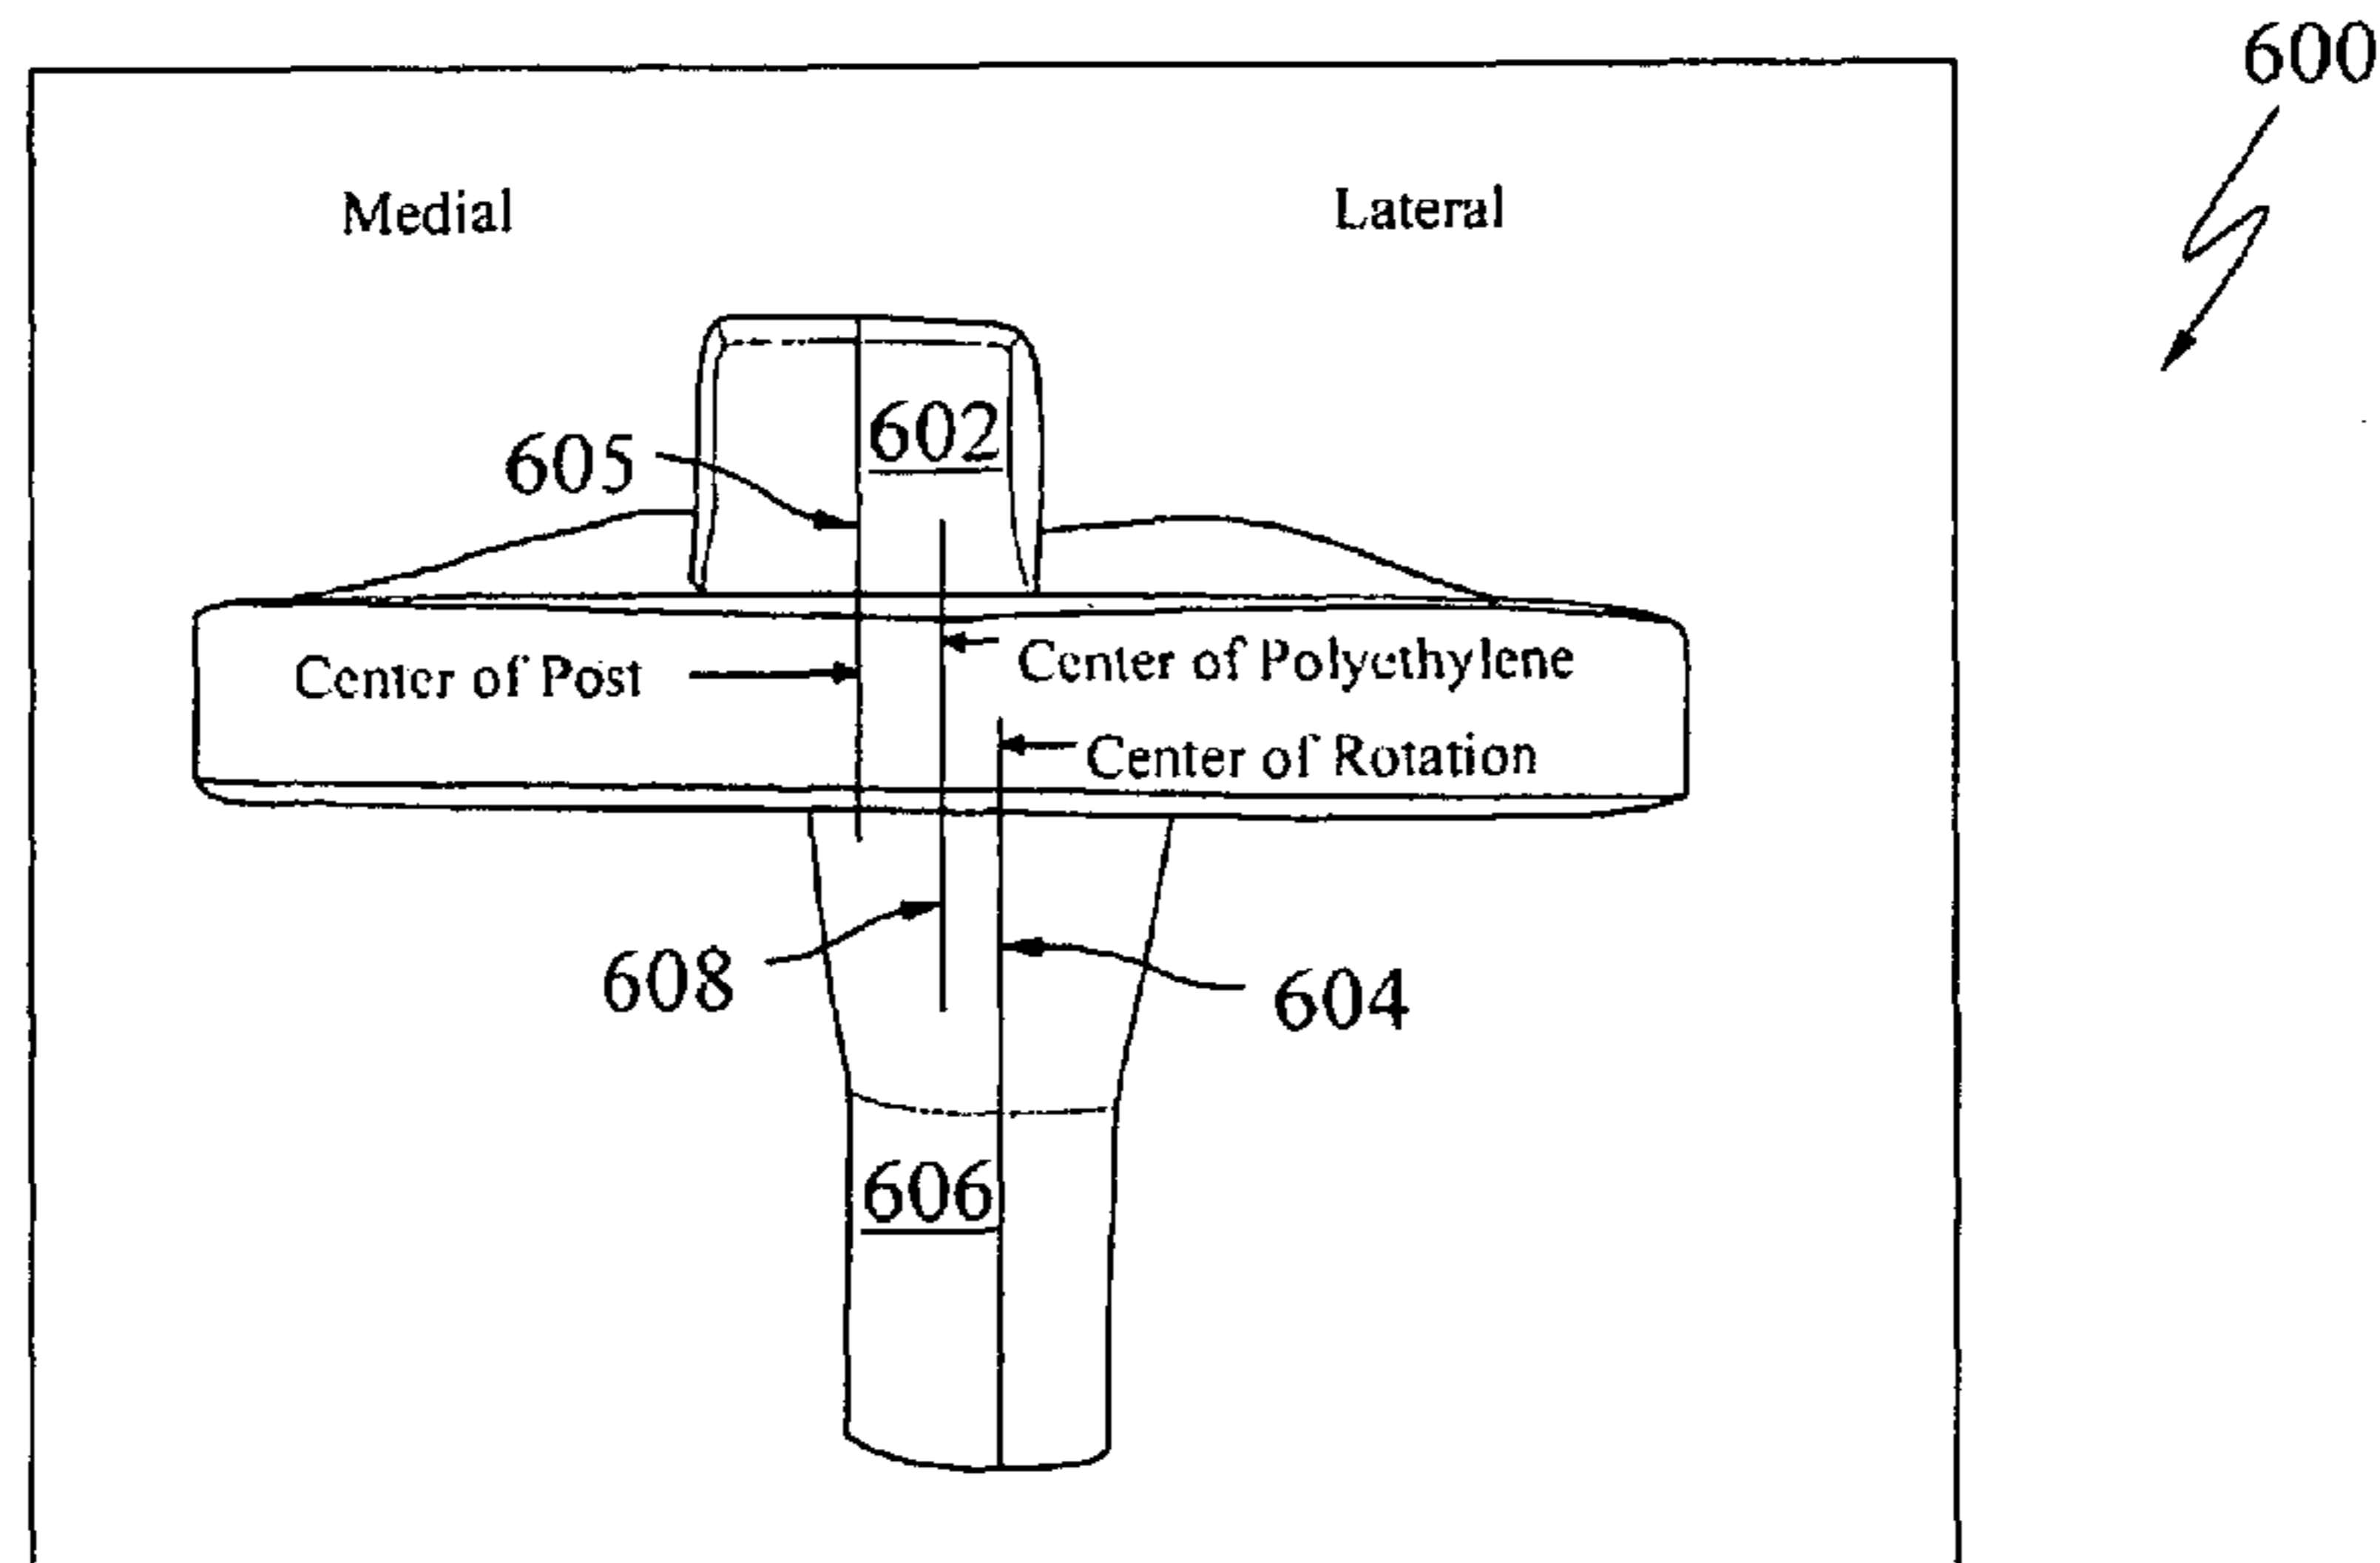 600
Medial Lateral
602
605
Center of Post Center of Polyethylene
Center of Rotation
608 604
606